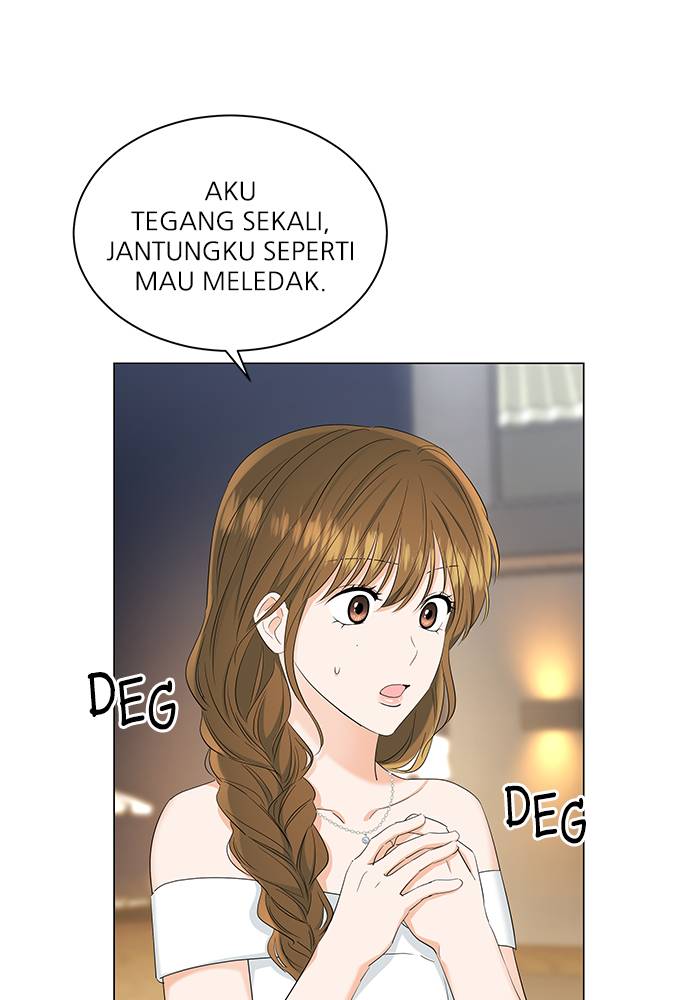 AKU
TEGANG SEKALI,
JANTUNGKU SEPERTI
MAU MELEDAK.
DEG
DEG